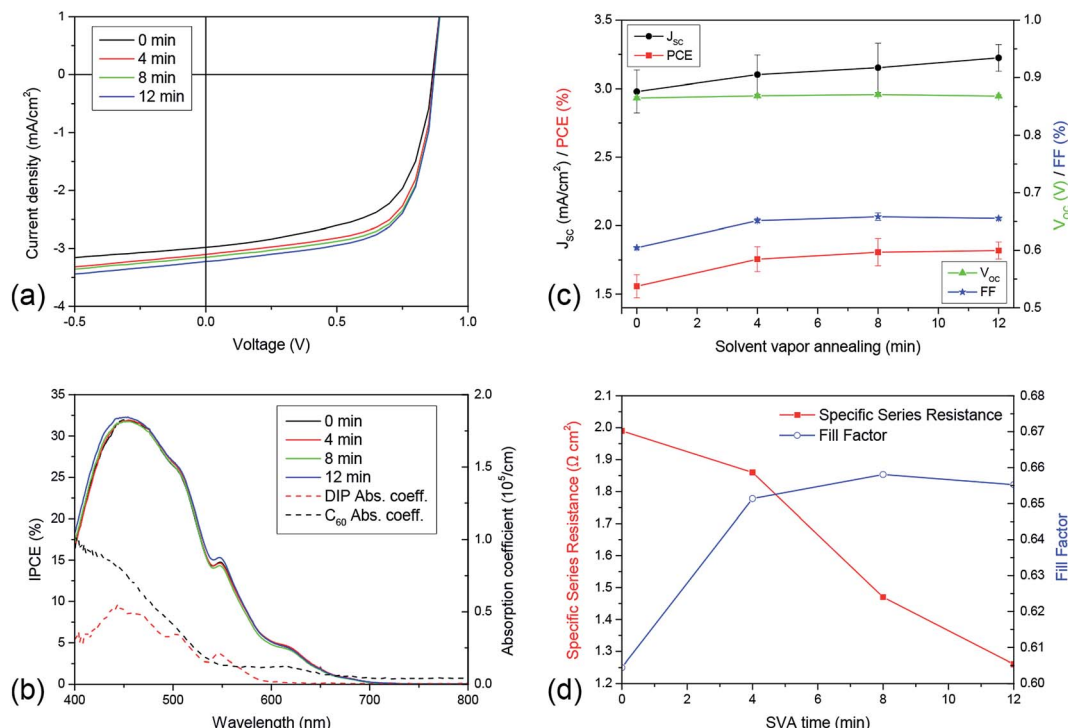 1
0
-1
-2
-3
-4
-0.5
0.0
0.5
1.0
Current density (mA/cm²)
Voltage (V)
0 min
4 min
8 min
12 min
(a)
3.5
3.0
2.5
2.0
1.5
1.0
0.9
0.8
0.7
0.6
0.5
0
2
4
6
8
10
12
J_SC (mA/cm²) / PCE (%)
V_OC (V) / FF (%)
Solvent vapor annealing (min)
J_SC
PCE
V_OC
FF
(c)
35
30
25
20
15
10
5
0
2.0
1.5
1.0
0.5
0.0
400
500
600
700
800
IPCE (%)
Absorption coefficient (10⁵/cm)
Wavelength (nm)
0 min
4 min
8 min
12 min
DIP Abs. coeff.
C₆₀ Abs. coeff.
(b)
2.1
2.0
1.9
1.8
1.7
1.6
1.5
1.4
1.3
1.2
0.68
0.67
0.66
0.65
0.64
0.63
0.62
0.61
0.60
0
2
4
6
8
10
12
Specific Series Resistance (Ω cm²)
Fill Factor
SVA time (min)
Specific Series Resistance
Fill Factor
(d)